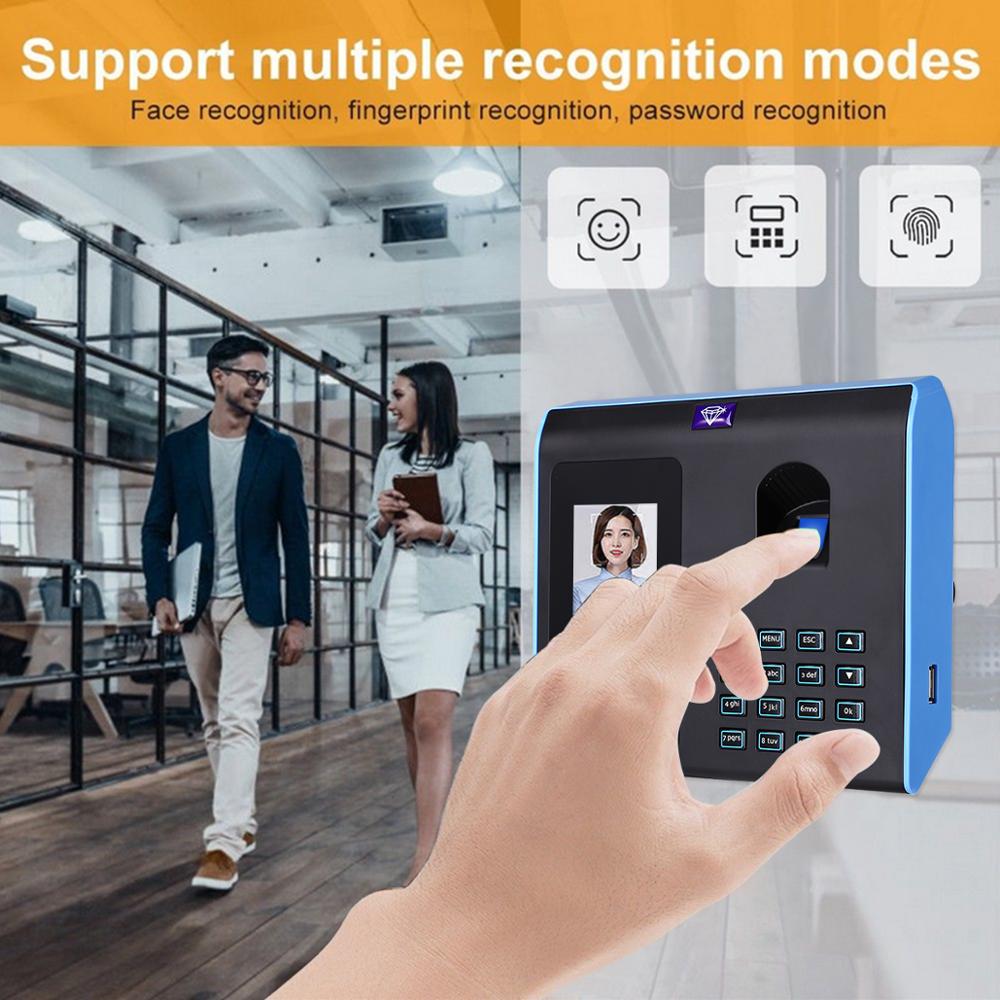 Support multiple recognition modes
Face recognition, fingerprint recognition, password recognition
MENU ESC
abc 3 def
4 ghi 5 jkl 6mno Ok
7 pqrs 8 tuv